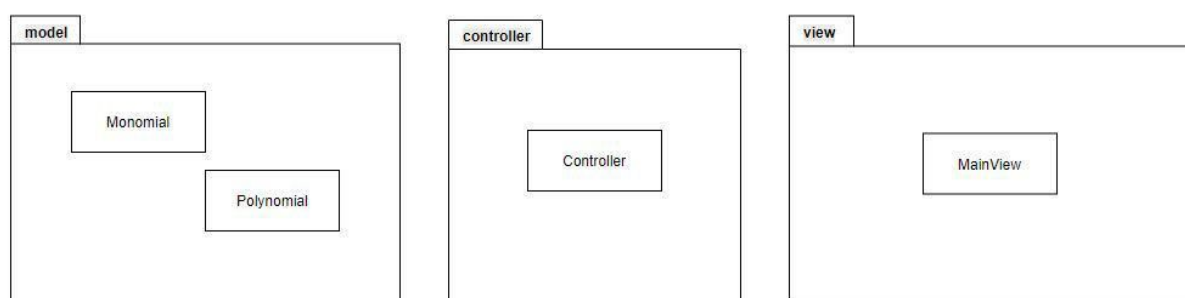 model
controller
view
Monomial
Polynomial
Controller
MainView